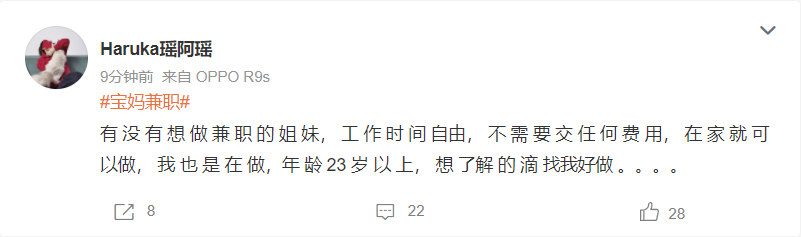 Haruka瑶阿瑶
9分钟前 来自 OPPO R9s
#宝妈兼职#
有没有想做兼职的姐妹，工作时间自由，不需要交任何费用，在家就可
以做，我也是在做,年龄23岁以上，想了解的滴找我好做。。。。
8 22 28